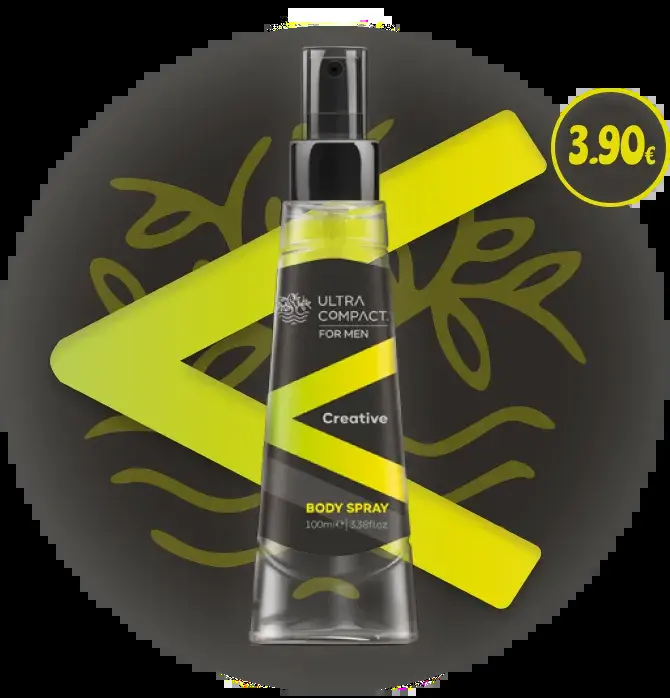 3.90€
ULTRA
COMPACT.
FOR MEN
Creative
BODY SPRAY
100ml℮ | 3,38fl.oz